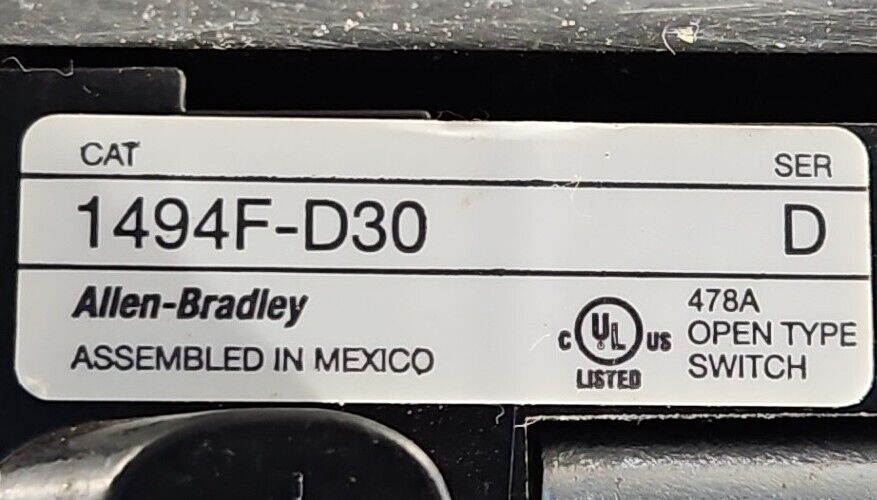 CAT
SER
1494F-D30
D
Allen-Bradley
ASSEMBLED IN MEXICO
C UL US
LISTED
478A
OPEN TYPE
SWITCH